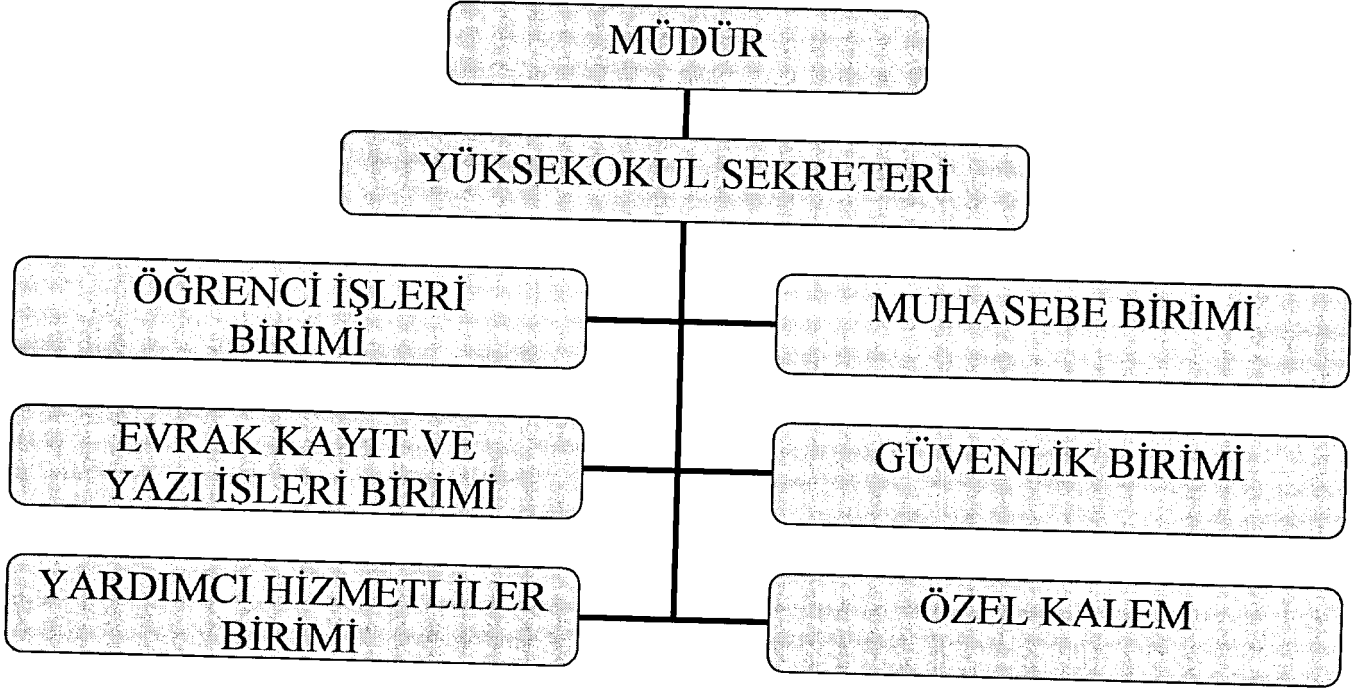 MÜDÜR
YÜKSEKOKUL SEKRETERİ
ÖĞRENCİ İŞLERİ
BİRİMİ
MUHASEBE BİRİMİ
EVRAK KAYIT VE
YAZI İŞLERİ BİRİMİ
GÜVENLİK BİRİMİ
YARDIMCI HİZMETLİLER
BİRİMİ
ÖZEL KALEM